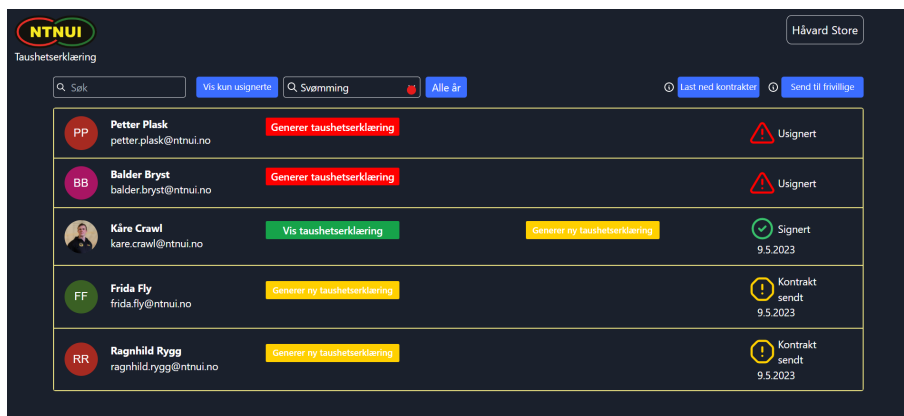 NTNUI
Håvard Store
Taushetserklæring
Søk
Vis kun usignerte
Svømming
Alle år
Last ned kontrakter
Send til frivillige
PP
Petter Plask
petter.plask@ntnui.no
Generer taushetserklæring
Usignert
BB
Balder Bryst
balder.bryst@ntnui.no
Generer taushetserklæring
Usignert
Kåre Crawl
kare.crawl@ntnui.no
Vis taushetserklæring
Generer ny taushetserklæring
Signert
9.5.2023
FF
Frida Fly
frida.fly@ntnui.no
Generer ny taushetserklæring
Kontrakt
sendt
9.5.2023
RR
Ragnhild Rygg
ragnhild.rygg@ntnui.no
Generer ny taushetserklæring
Kontrakt
sendt
9.5.2023